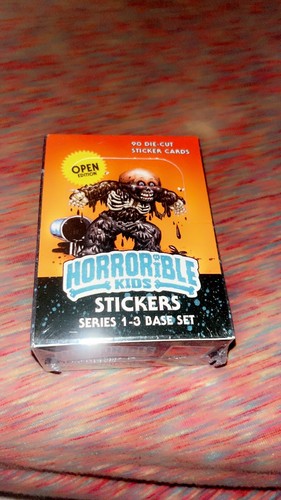 90 DIE-CUT
STICKER CARDS
OPEN
EDITION
HORRORIBLE
KIDS
STICKERS
SERIES 1-3 BASE SET